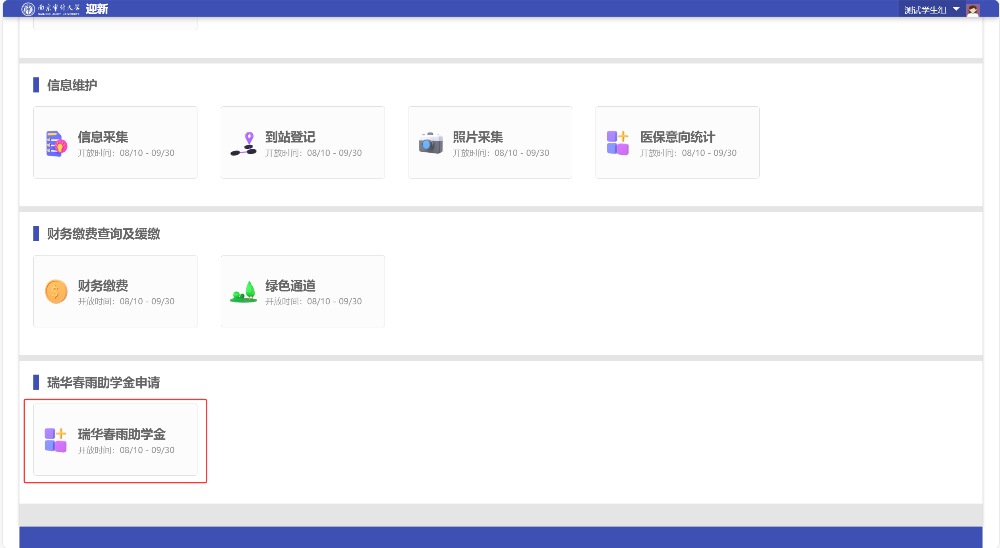 南京审计大学
NANJING AUDIT UNIVERSITY
迎新
测试学生组
信息维护
信息采集
开放时间：08/10 - 09/30
到站登记
开放时间：08/10 - 09/30
照片采集
开放时间：08/10 - 09/30
医保意向统计
开放时间：08/10 - 09/30
财务缴费查询及缓缴
财务缴费
开放时间：08/10 - 09/30
绿色通道
开放时间：08/10 - 09/30
瑞华春雨助学金申请
瑞华春雨助学金
开放时间：08/10 - 09/30